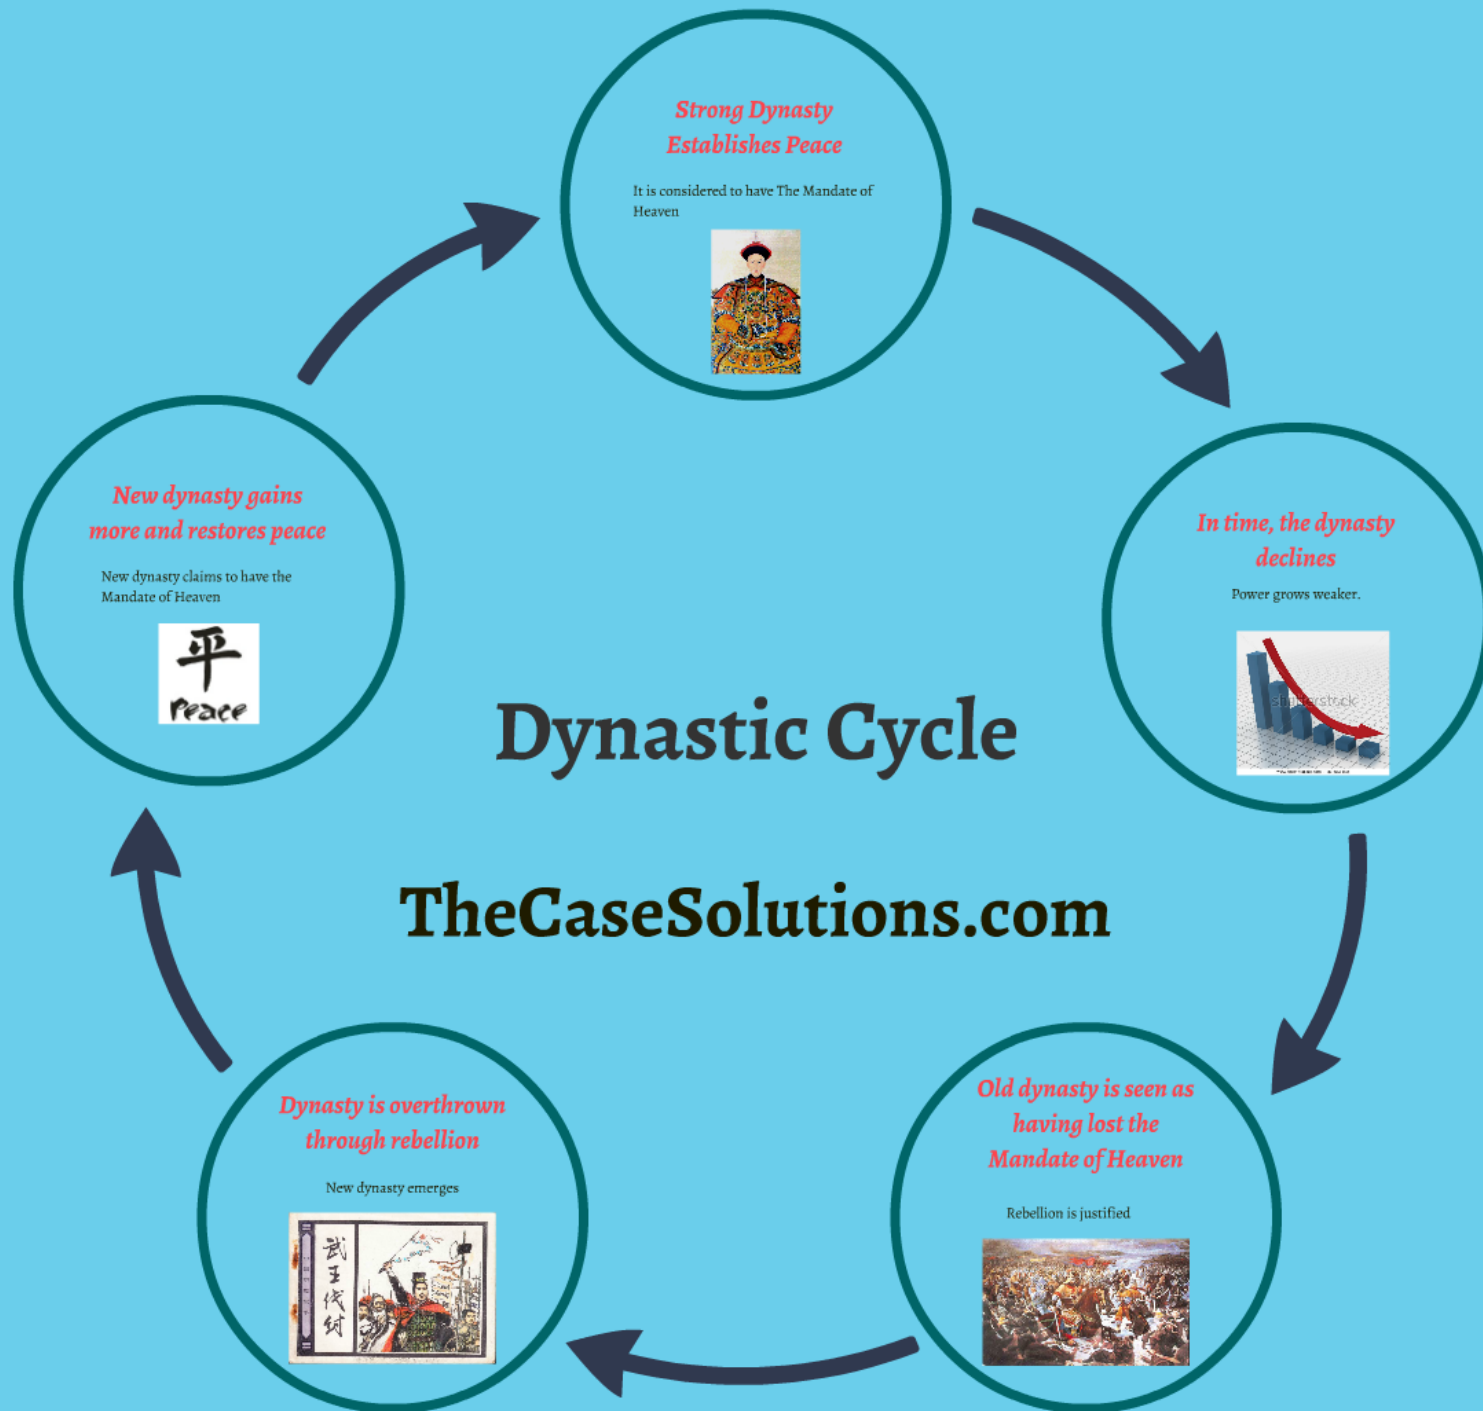 Strong Dynasty
Establishes Peace
It is considered to have The Mandate of
Heaven
In time, the dynasty
declines
Power grows weaker.
shutterstock
Old dynasty is seen as
having lost the
Mandate of Heaven
Rebellion is justified
Dynasty is overthrown
through rebellion
New dynasty emerges
武王伐纣
New dynasty gains
more and restores peace
New dynasty claims to have the
Mandate of Heaven
平
Peace
Dynastic Cycle
TheCaseSolutions.com